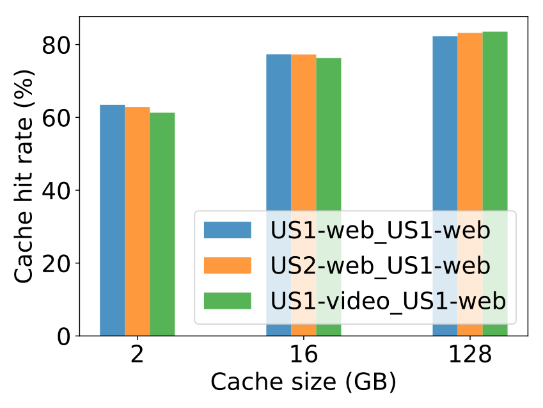 80
60
40
20
0
Cache hit rate (%)
US1-web_US1-web
US2-web_US1-web
US1-video_US1-web
2 16 128
Cache size (GB)